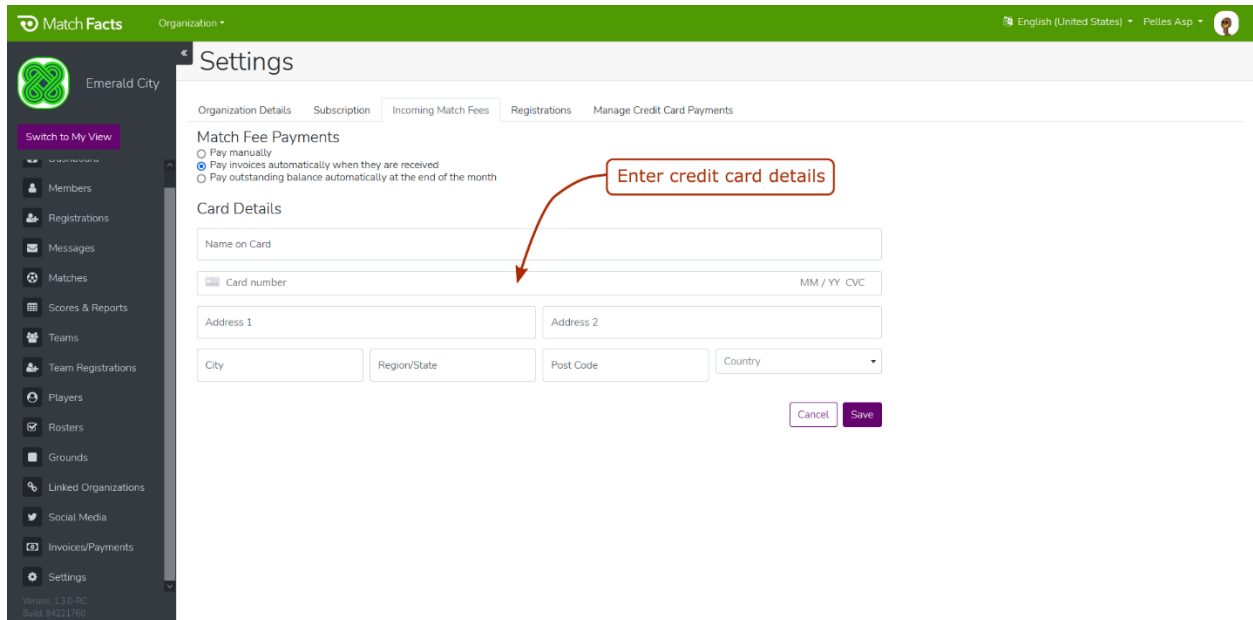 Match Facts
Organization
English (United States)
Pelles Asp
Emerald City
Switch to My View
Dashboard
Members
Registrations
Messages
Matches
Scores & Reports
Teams
Team Registrations
Players
Rosters
Grounds
Linked Organizations
Social Media
Invoices/Payments
Settings
Version: 1.3.0-RC
Build: 84221760
«
Settings
Organization Details Subscription Incoming Match Fees Registrations Manage Credit Card Payments
Match Fee Payments
Pay manually
Pay invoices automatically when they are received
Pay outstanding balance automatically at the end of the month
Enter credit card details
Card Details
Name on Card
Card number MM / YY CVC
Address 1 Address 2
City Region/State Post Code Country
Cancel Save